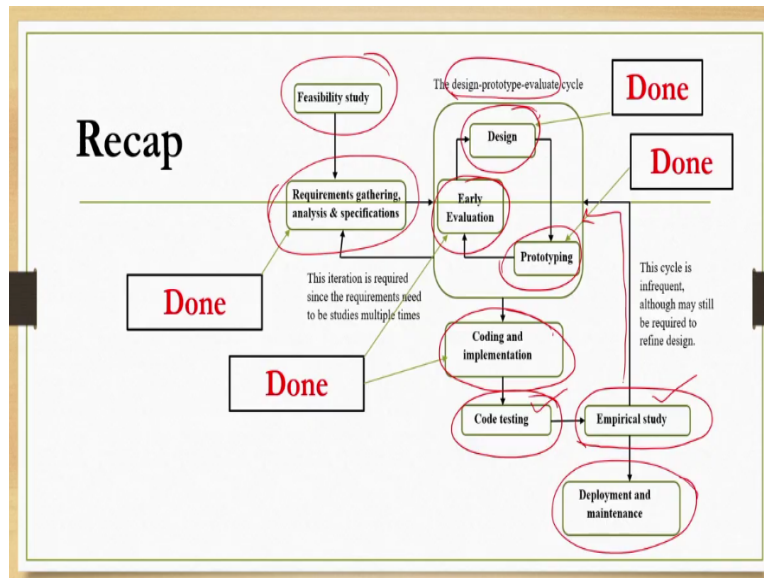 Recap
Feasibility study
The design-prototype-evaluate cycle
Done
Design
Done
Requirements gathering,
analysis & specifications
Early
Evaluation
Prototyping
Done
This iteration is required
since the requirements need
to be studies multiple times
This cycle is
infrequent,
although may still
be required to
refine design.
Done
Coding and
implementation
Code testing
Empirical study
Deployment and
maintenance